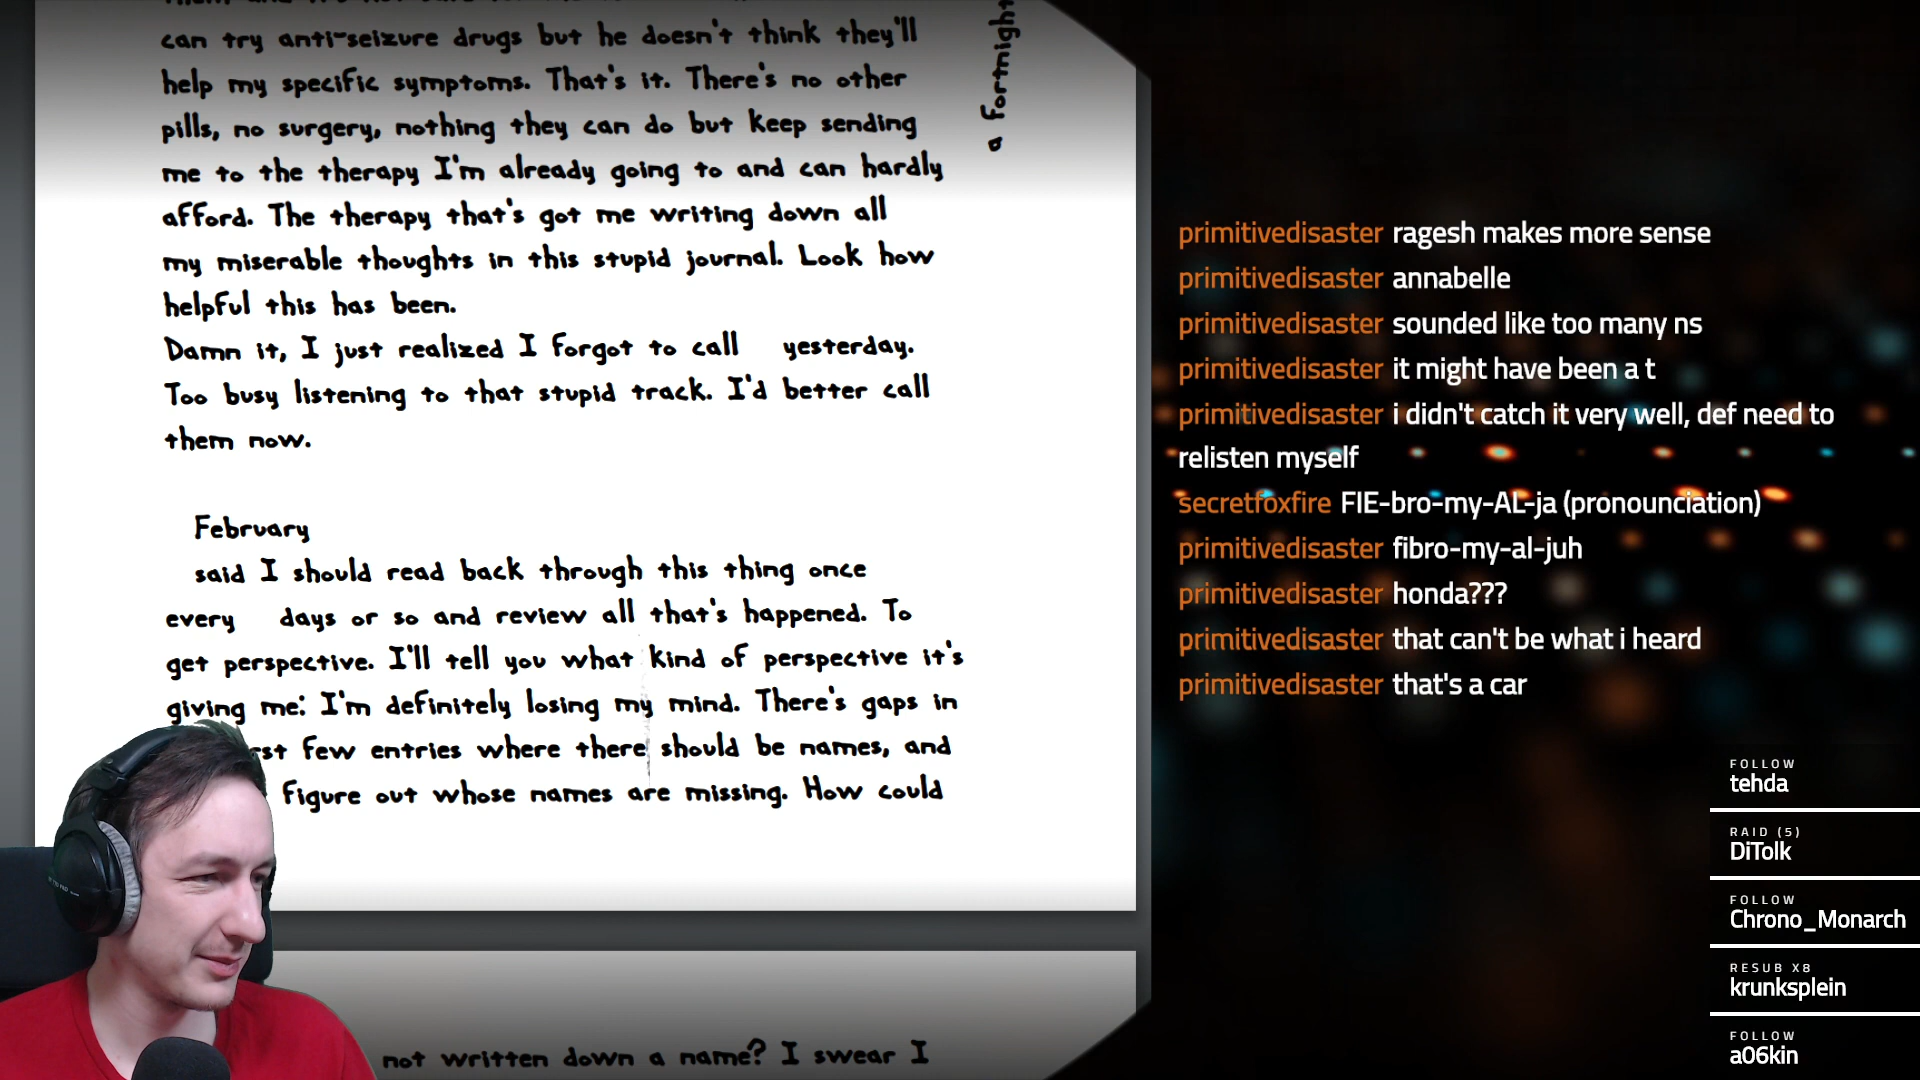 can try anti-seizure drugs but he doesn't think they'll
help my specific symptoms. That's it. There's no other
pills, no surgery, nothing they can do but keep sending
me to the therapy I'm already going to and can hardly
afford. The therapy that's got me writing down all
my miserable thoughts in this stupid journal. Look how
helpful this has been.
Damn it, I just realized I forgot to call yesterday.
Too busy listening to that stupid track. I'd better call
them now.
a fortnight
February
said I should read back through this thing once
every days or so and review all that's happened. To
get perspective. I'll tell you what kind of perspective it's
giving me: I'm definitely losing my mind. There's gaps in
few entries where there should be names, and
figure out whose names are missing. How could
not written down a name? I swear I
primitivedisaster ragesh makes more sense
primitivedisaster annabelle
primitivedisaster sounded like too many ns
primitivedisaster it might have been a t
primitivedisaster i didn't catch it very well, def need to
relisten myself
secretfoxfire FIE-bro-my-AL-ja (pronounciation)
primitivedisaster fibro-my-al-juh
primitivedisaster honda???
primitivedisaster that can't be what i heard
primitivedisaster that's a car
FOLLOW
tehda
RAID (5)
DiTolk
FOLLOW
Chrono_Monarch
RESUB X8
krunksplein
FOLLOW
a06kin